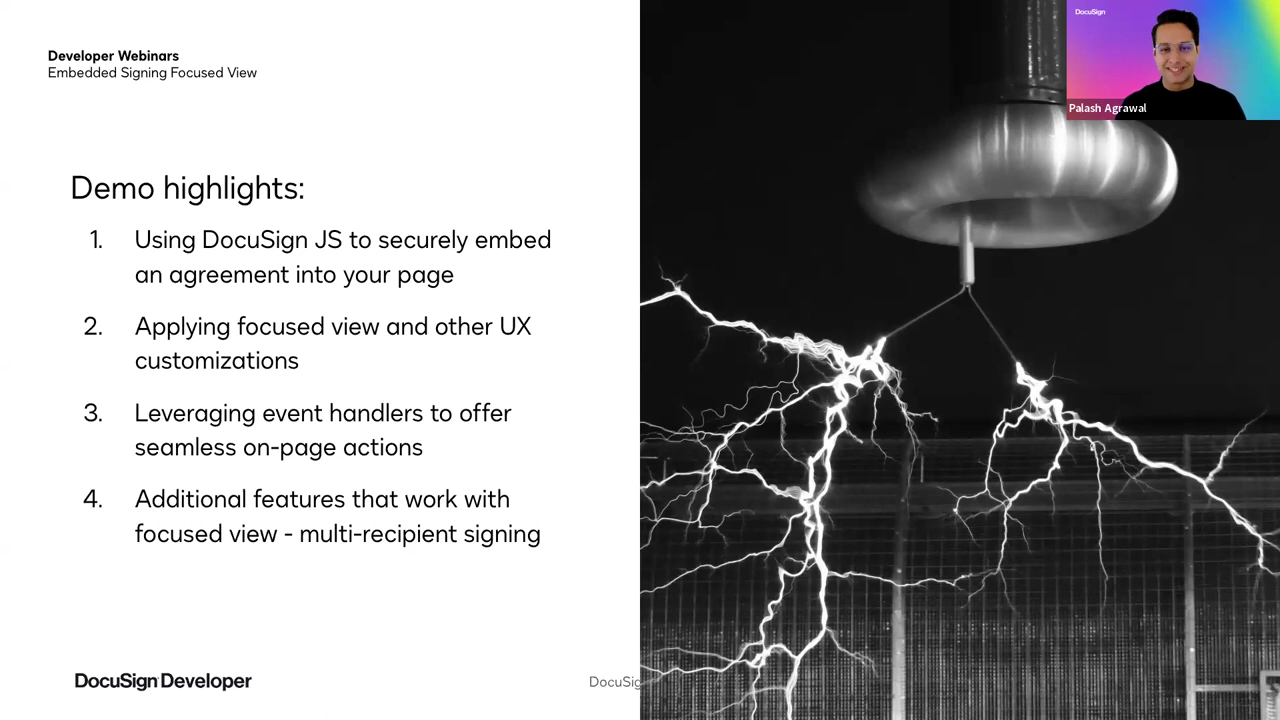 Developer Webinars
Embedded Signing Focused View
Demo highlights:
1. Using DocuSign JS to securely embed
an agreement into your page
2. Applying focused view and other UX
customizations
3. Leveraging event handlers to offer
seamless on-page actions
4. Additional features that work with
focused view - multi-recipient signing
DocuSign Developer
DocuSig
DocuSign
Palash Agrawal